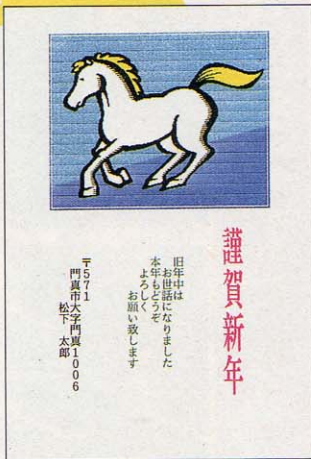 謹賀新年
旧年中は
お世話になりました
本年もどうぞ
よろしく
お願い致します
〒571
門真市大字門真1006
松下　太郎